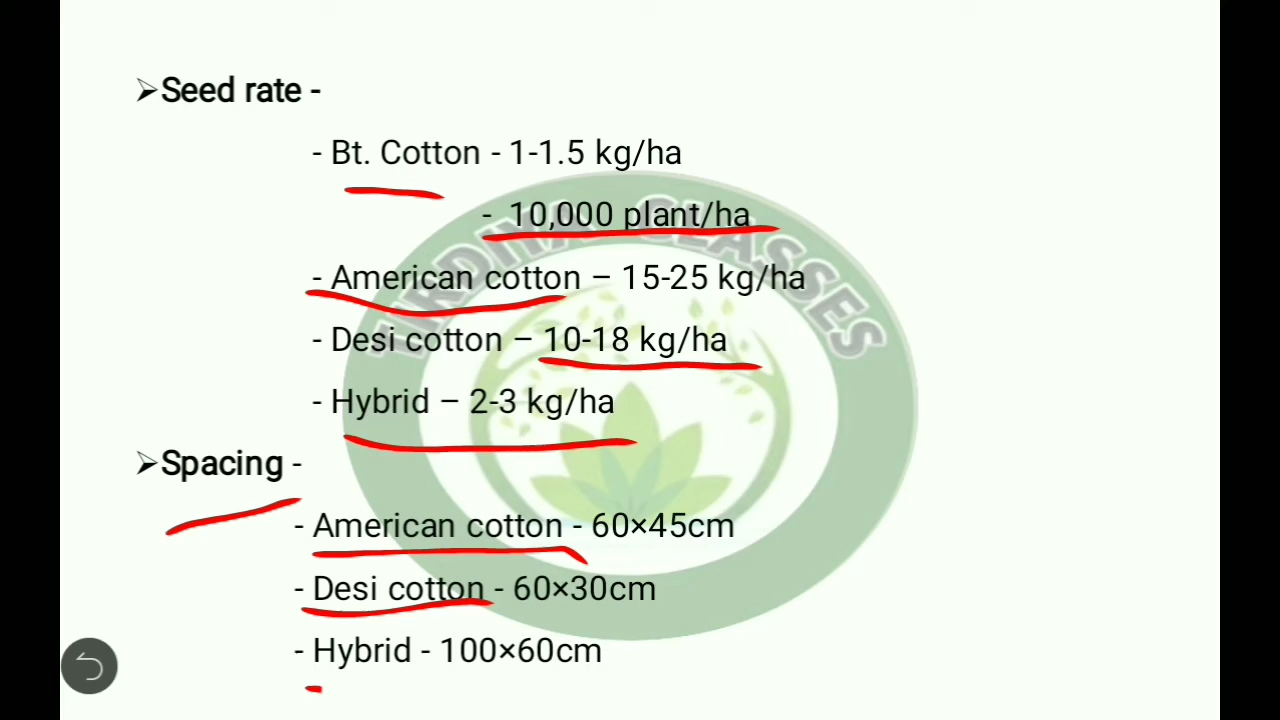 ➢Seed rate -
- Bt. Cotton - 1-1.5 kg/ha
- 10,000 plant/ha
- American cotton – 15-25 kg/ha
- Desi cotton – 10-18 kg/ha
- Hybrid – 2-3 kg/ha
➢Spacing -
- American cotton - 60×45cm
- Desi cotton - 60×30cm
- Hybrid - 100×60cm
CLASSES